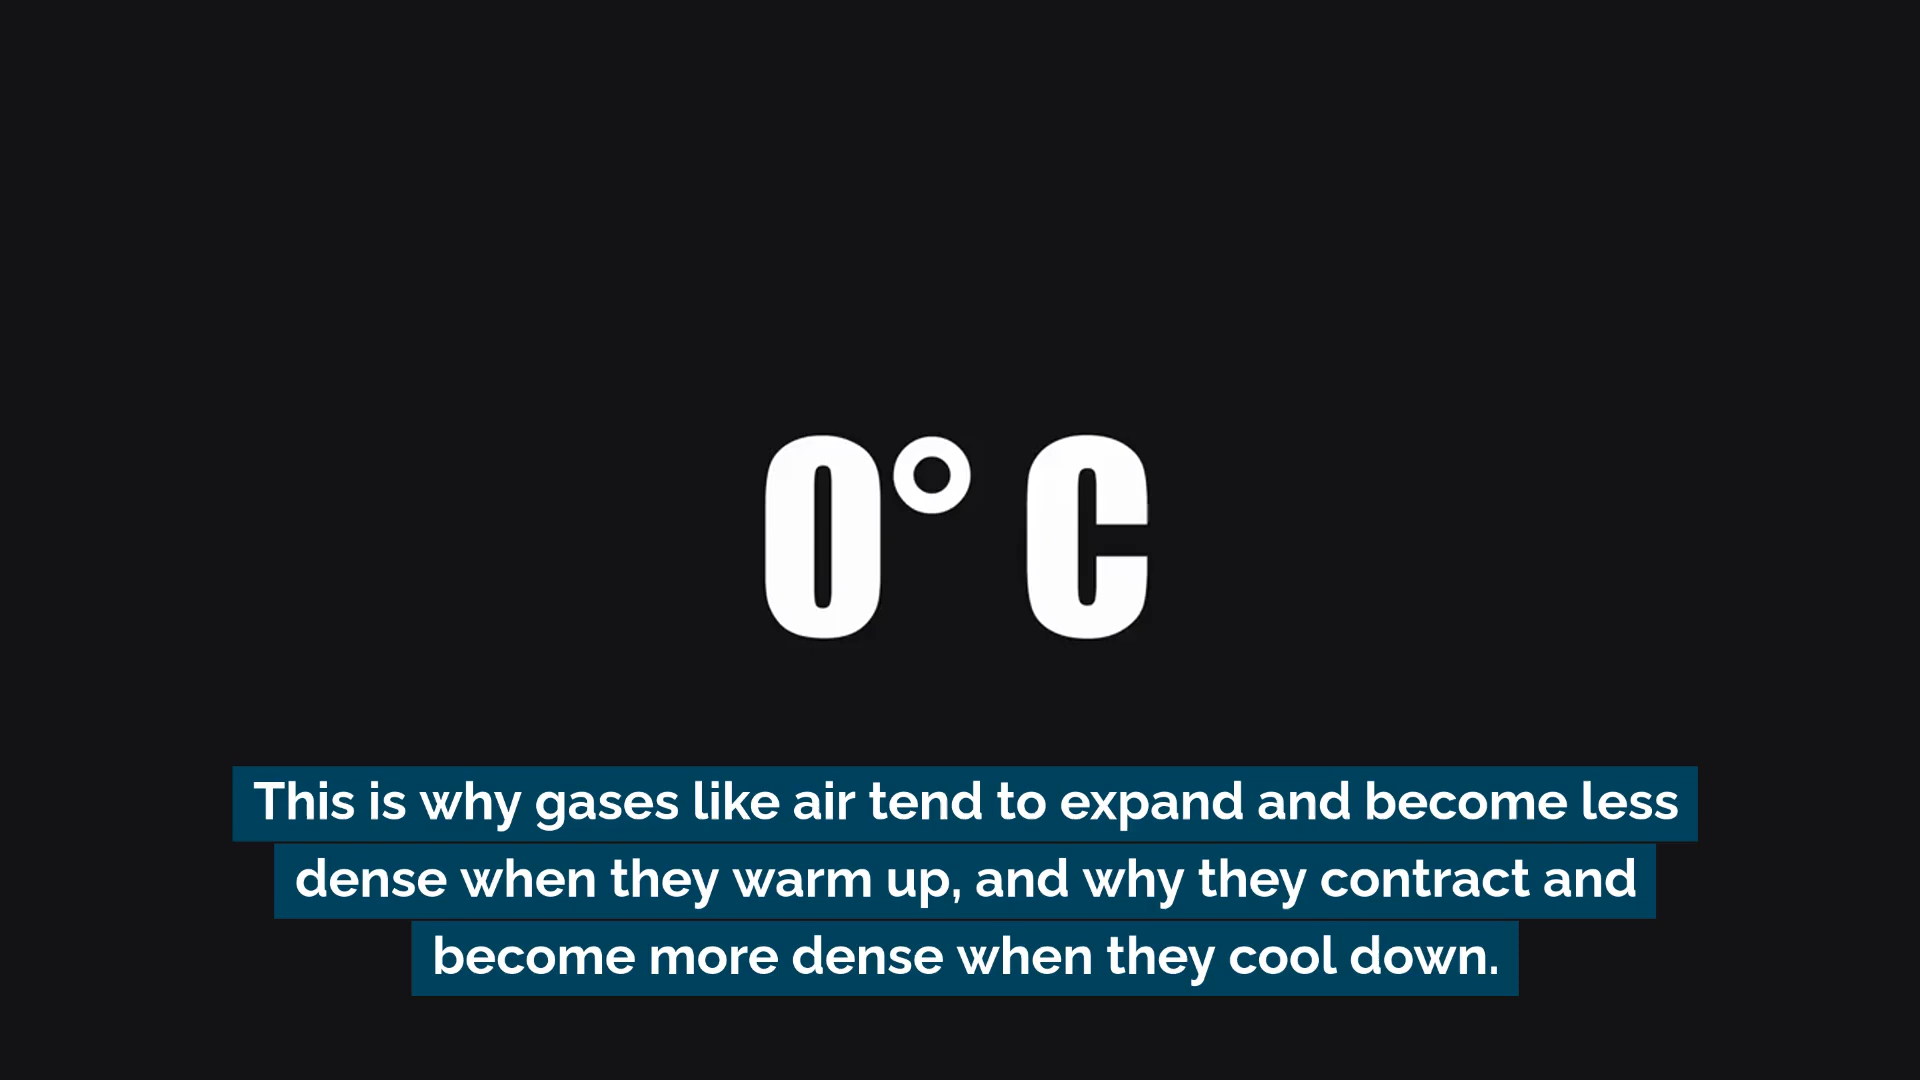 0° C
This is why gases like air tend to expand and become less
dense when they warm up, and why they contract and
become more dense when they cool down.